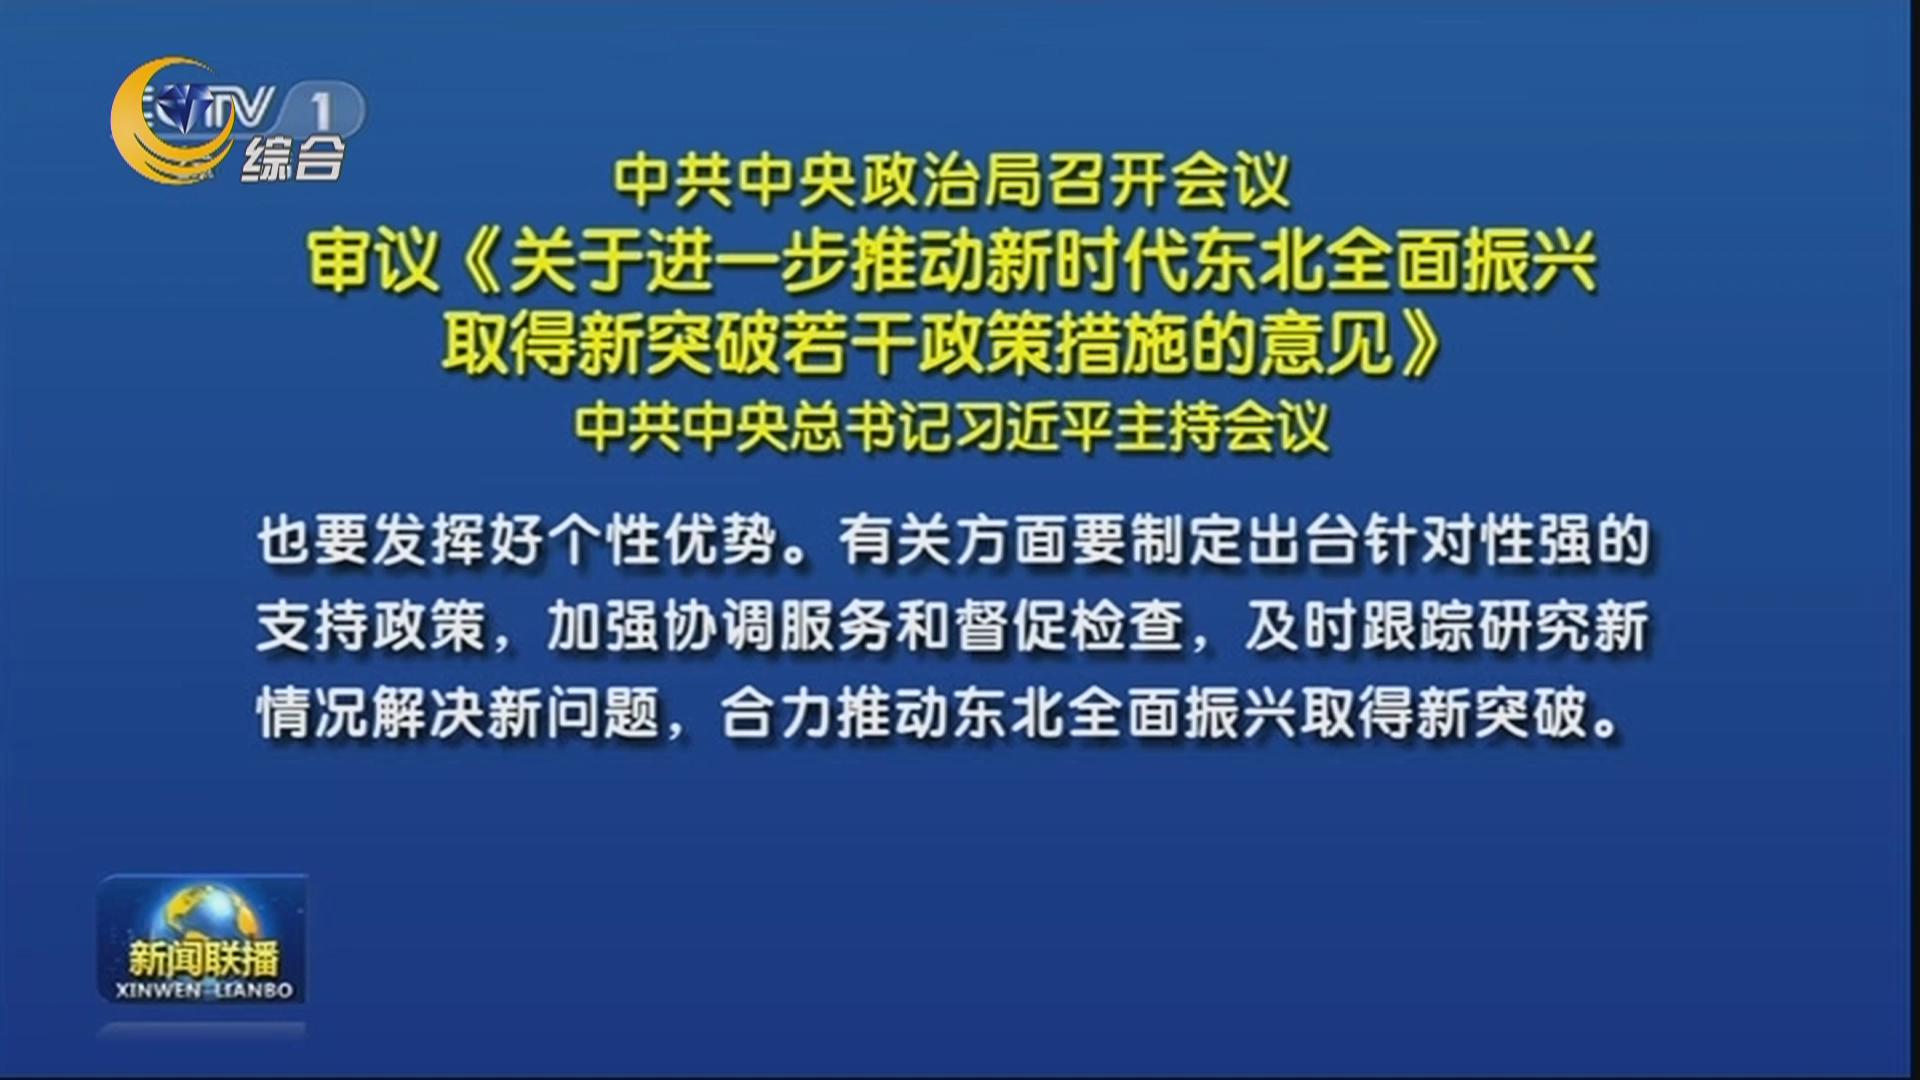 1
综合
中共中央政治局召开会议
审议《关于进一步推动新时代东北全面振兴
取得新突破若干政策措施的意见》
中共中央总书记习近平主持会议
也要发挥好个性优势。有关方面要制定出台针对性强的
支持政策，加强协调服务和督促检查，及时跟踪研究新
情况解决新问题，合力推动东北全面振兴取得新突破。
新闻联播
XINWEN LIANBO